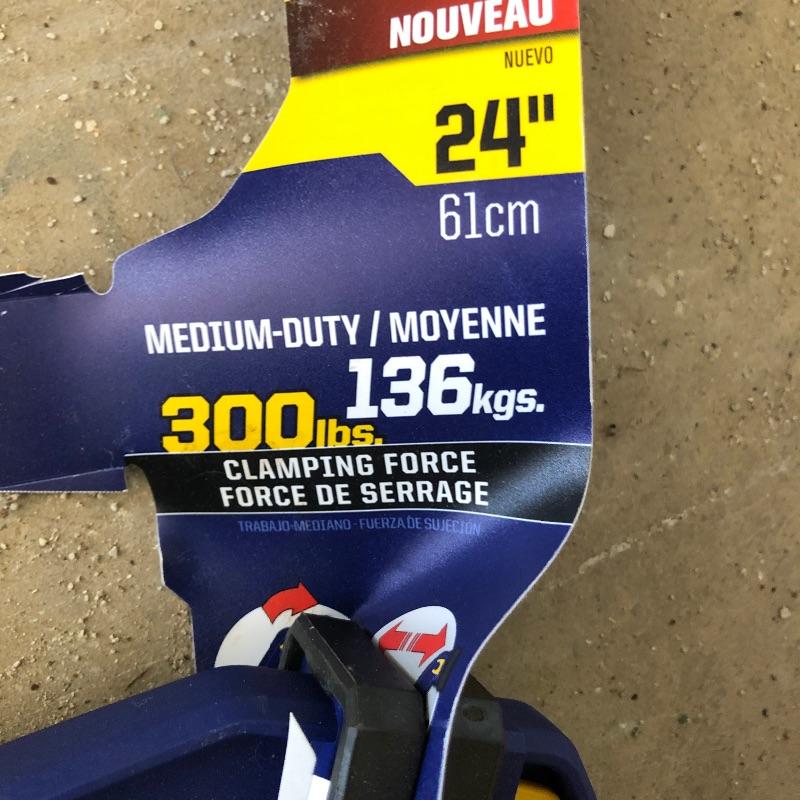 NOUVEAU
NUEVO
24"
61cm
MEDIUM-DUTY / MOYENNE
136kgs.
300lbs.
CLAMPING FORCE
FORCE DE SERRAGE
TRABAJO-MEDIANO - FUERZA DE SUJECIÓN